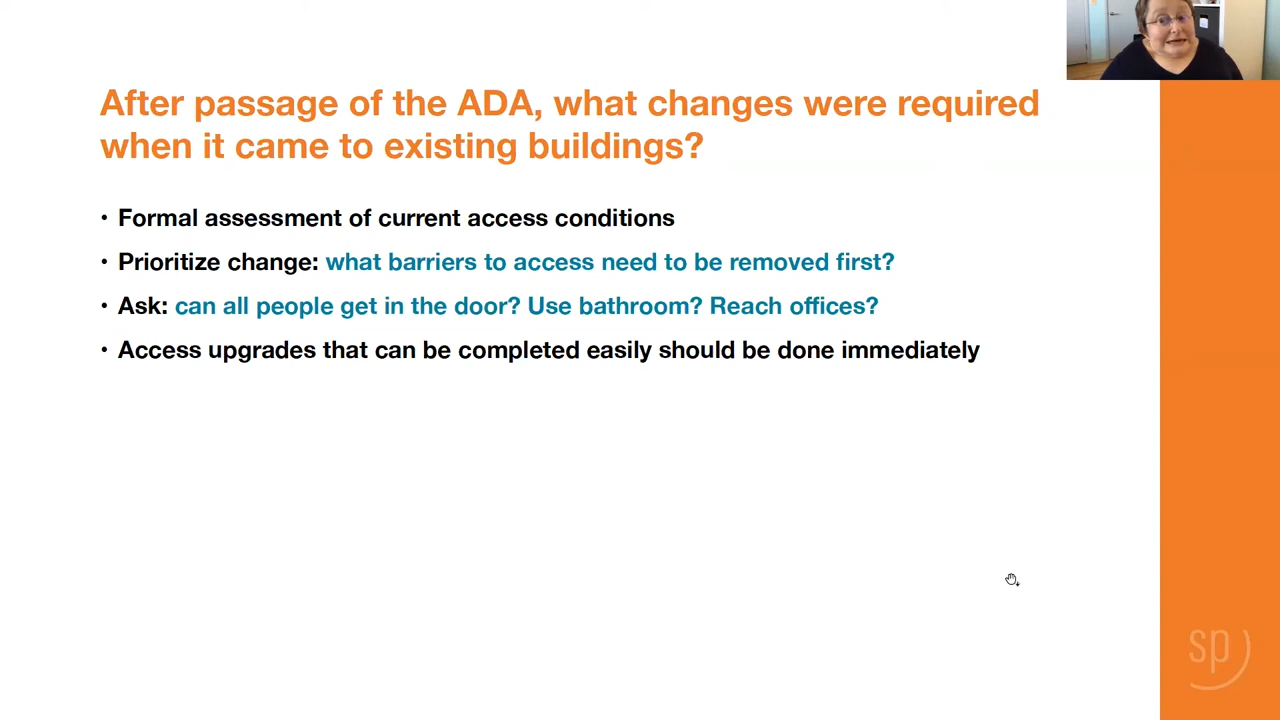 After passage of the ADA, what changes were required
when it came to existing buildings?
• Formal assessment of current access conditions
• Prioritize change: what barriers to access need to be removed first?
• Ask: can all people get in the door? Use bathroom? Reach offices?
• Access upgrades that can be completed easily should be done immediately
sp